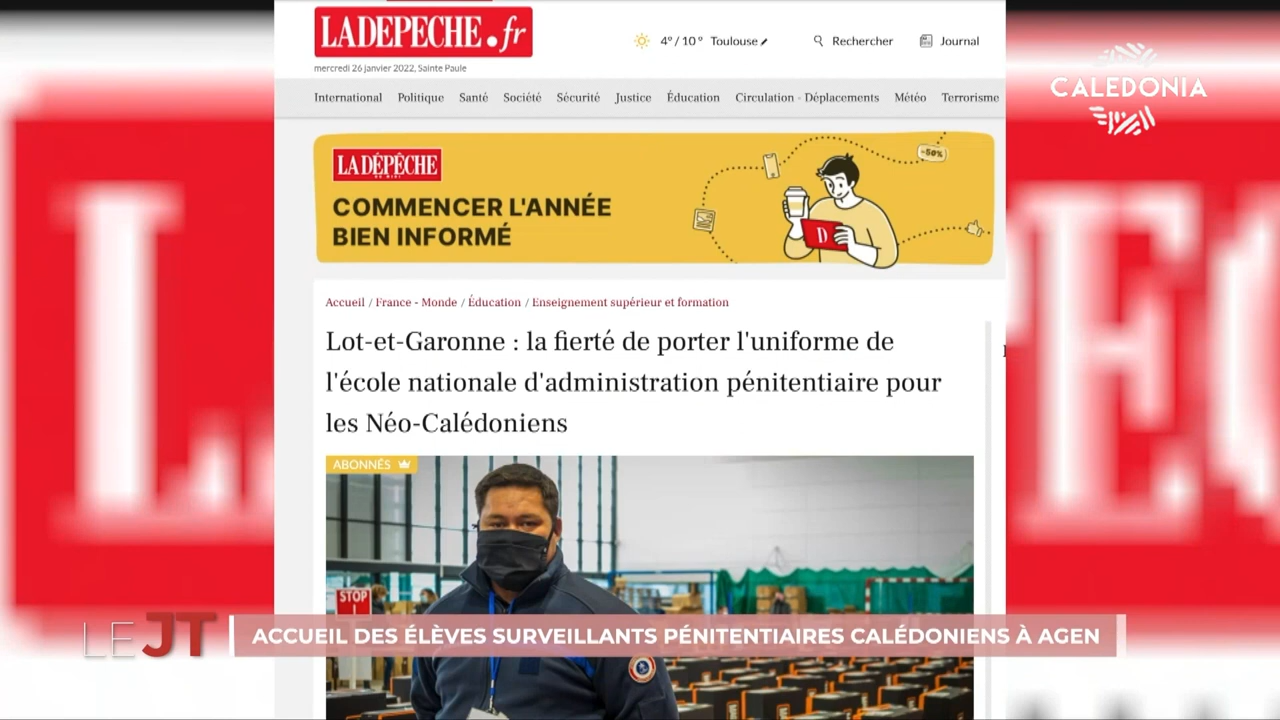 LADEPECHE.fr
4° / 10° Toulouse
Rechercher
Journal
mercredi 26 janvier 2022, Sainte Paule
CALEDONIA
International Politique Santé Société Sécurité Justice Éducation Circulation - Déplacements Météo Terrorisme
LA DÉPÊCHE
DU MIDI
-50%
COMMENCER L'ANNÉE
BIEN INFORMÉ
D
Accueil / France - Monde / Éducation / Enseignement supérieur et formation
Lot-et-Garonne : la fierté de porter l'uniforme de
l'école nationale d'administration pénitentiaire pour
les Néo-Calédoniens
ABONNÉS
STOP
LE JT
ACCUEIL DES ÉLÈVES SURVEILLANTS PÉNITENTIAIRES CALÉDONIENS À AGEN